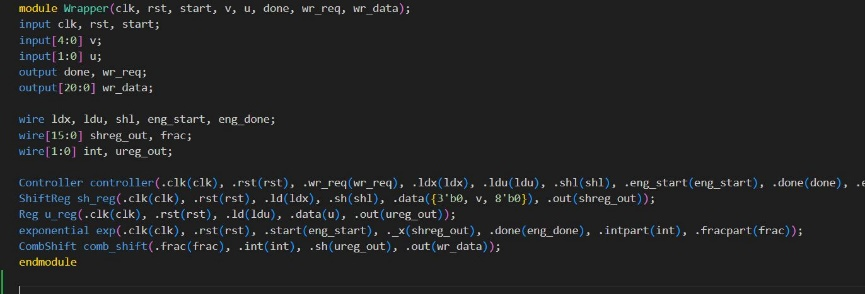 module Wrapper(clk, rst, start, v, u, done, wr_req, wr_data);
input clk, rst, start;
input[4:0] v;
input[1:0] u;
output done, wr_req;
output[20:0] wr_data;
wire ldx, ldu, shl, eng_start, eng_done;
wire[15:0] shreg_out, frac;
wire[1:0] int, ureg_out;
Controller controller(.clk(clk), .rst(rst), .wr_req(wr_req), .ldx(ldx), .ldu(ldu), .shl(shl), .eng_start(eng_start), .done(done), .e
ShiftReg sh_reg(.clk(clk), .rst(rst), .ld(ldx), .sh(shl), .data({3'b0, v, 8'b0}), .out(shreg_out));
Reg u_reg(.clk(clk), .rst(rst), .ld(ldu), .data(u), .out(ureg_out));
exponential exp(.clk(clk), .rst(rst), .start(eng_start), ._x(shreg_out), .done(eng_done), .intpart(int), .fracpart(frac));
CombShift comb_shift(.frac(frac), .int(int), .sh(ureg_out), .out(wr_data));
endmodule